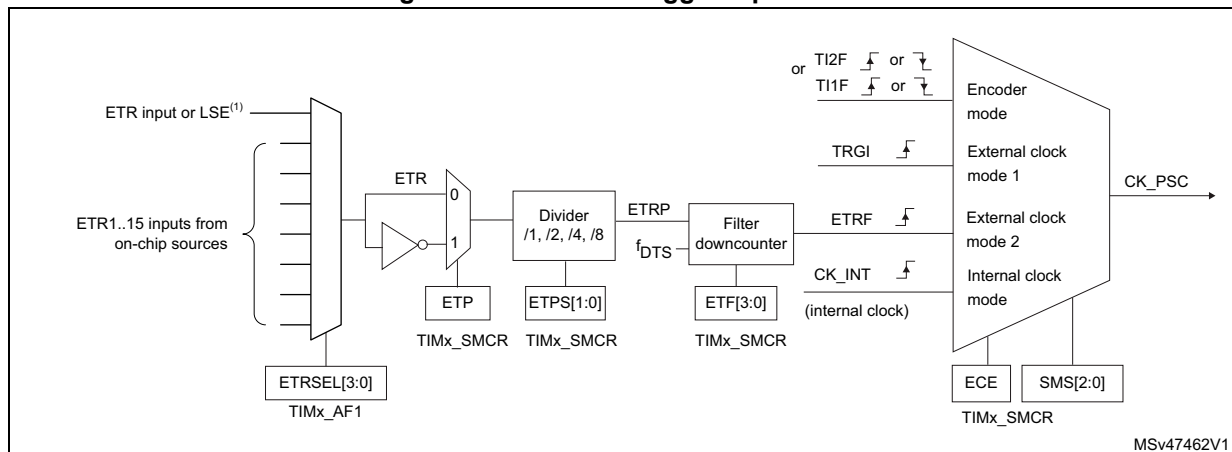 ETR input or LSE(1)
ETR1..15 inputs from
on-chip sources
ETRSEL[3:0]
TIMx_AF1
ETR
0
1
ETP
TIMx_SMCR
Divider
/1, /2, /4, /8
ETPS[1:0]
TIMx_SMCR
ETRP
fDTS
Filter
downcounter
ETF[3:0]
TIMx_SMCR
or TI2F or
TI1F or
Encoder
mode
TRGI
External clock
mode 1
ETRF
External clock
mode 2
CK_INT
(internal clock)
Internal clock
mode
CK_PSC
ECE
SMS[2:0]
TIMx_SMCR
MSv47462V1